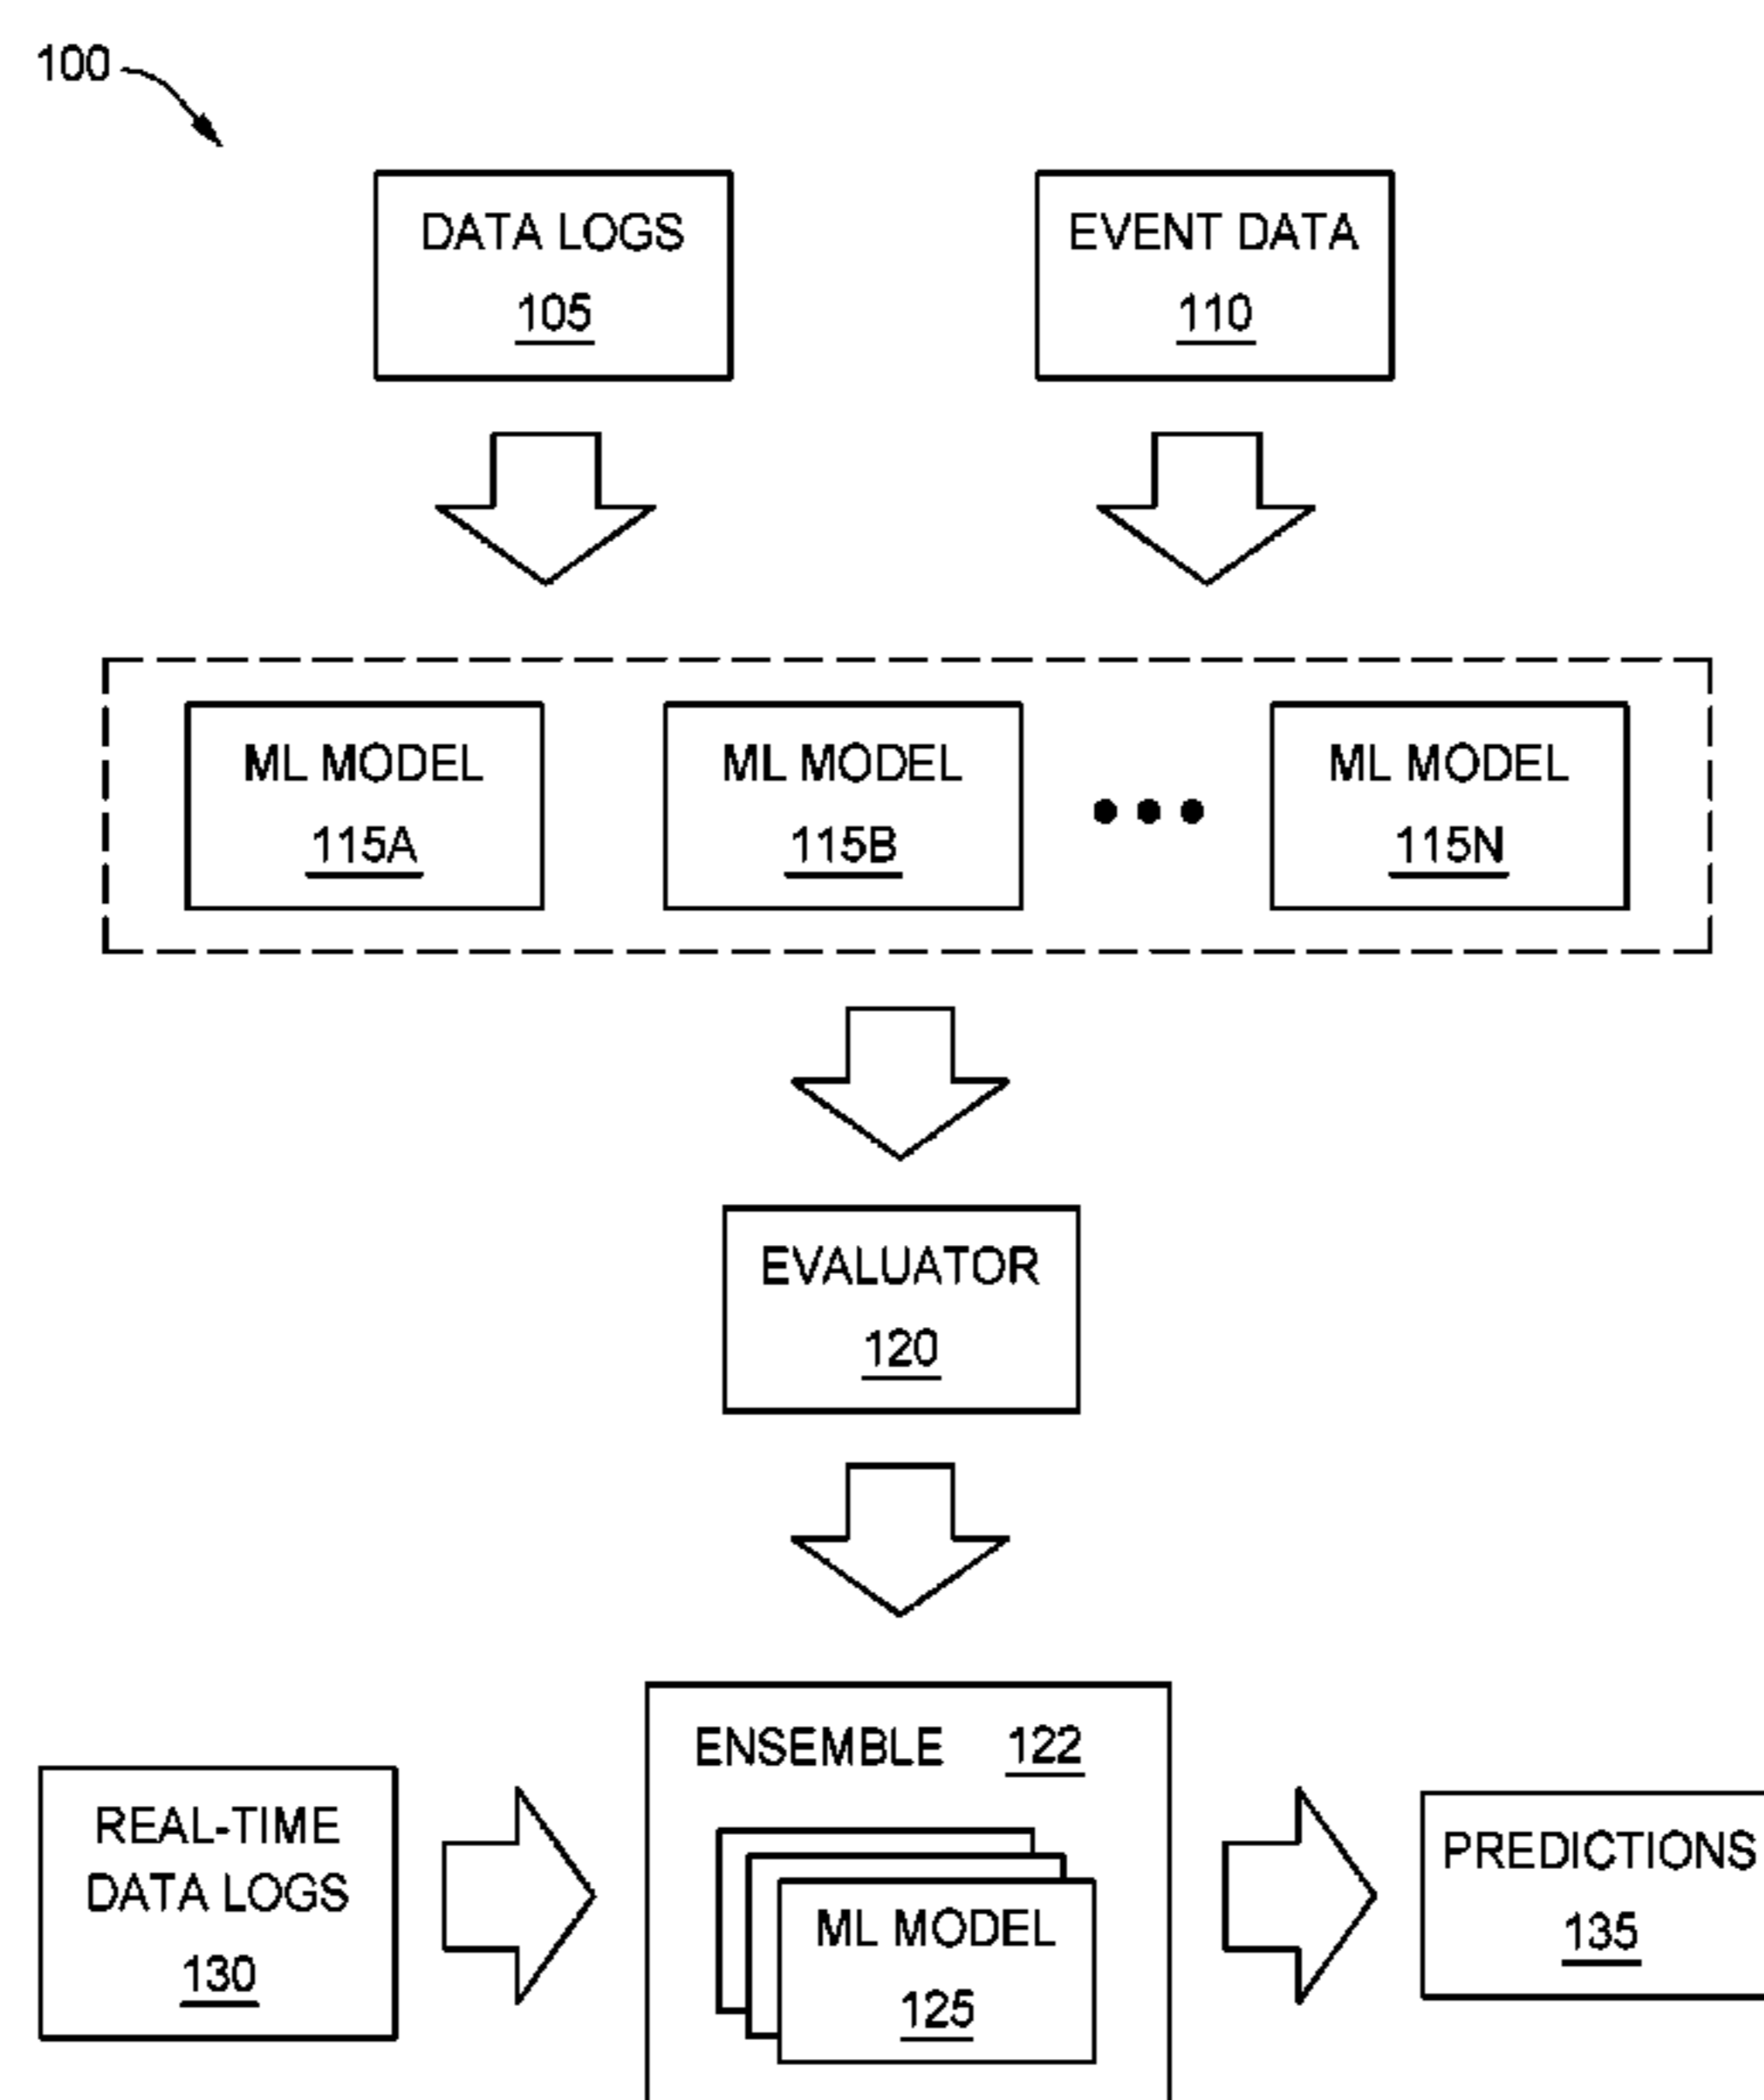 100
DATA LOGS
105
EVENT DATA
110
ML MODEL
115A
ML MODEL
115B
ML MODEL
115N
EVALUATOR
120
ENSEMBLE 122
REAL-TIME
DATA LOGS
130
ML MODEL
125
PREDICTIONS
135